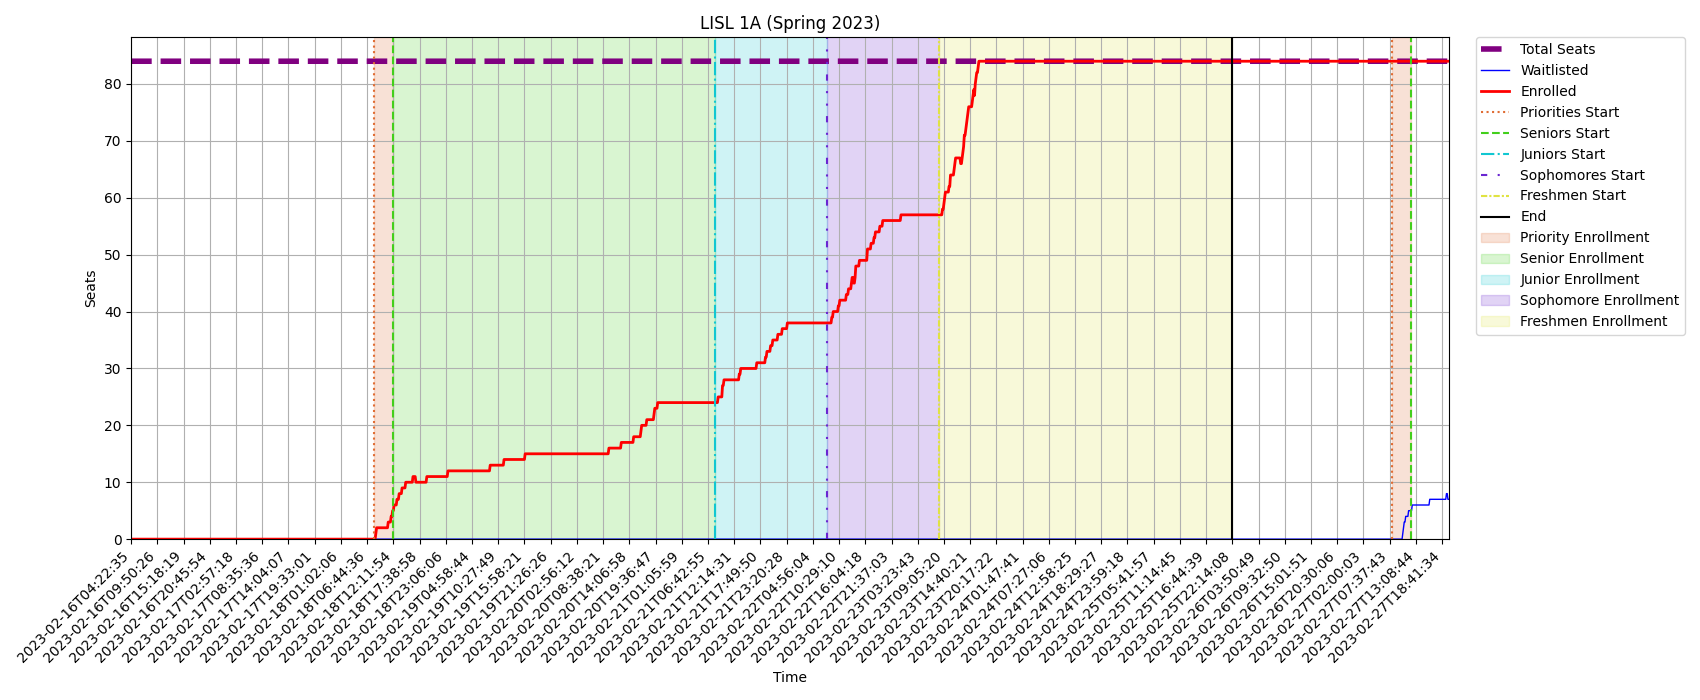 LISL 1A (Spring 2023)
Seats
80
70
60
50
40
30
20
10
0
2023-02-16T04:22:35
2023-02-16T09:50:26
2023-02-16T15:18:19
2023-02-16T20:45:54
2023-02-17T02:57:18
2023-02-17T08:35:36
2023-02-17T14:04:07
2023-02-17T19:33:01
2023-02-18T01:02:06
2023-02-18T06:44:36
2023-02-18T12:11:54
2023-02-18T17:38:58
2023-02-18T23:06:06
2023-02-19T04:58:44
2023-02-19T10:27:49
2023-02-19T15:58:21
2023-02-19T21:26:26
2023-02-20T02:56:12
2023-02-20T08:38:21
2023-02-20T14:06:58
2023-02-20T19:36:47
2023-02-21T01:05:59
2023-02-21T06:42:55
2023-02-21T12:14:31
2023-02-21T17:49:50
2023-02-21T23:20:28
2023-02-22T04:56:04
2023-02-22T10:29:10
2023-02-22T16:04:18
2023-02-22T21:37:03
2023-02-23T03:23:43
2023-02-23T09:05:20
2023-02-23T14:40:21
2023-02-23T20:17:22
2023-02-24T01:47:41
2023-02-24T07:27:06
2023-02-24T12:58:25
2023-02-24T18:29:27
2023-02-24T23:59:18
2023-02-25T05:41:57
2023-02-25T11:14:45
2023-02-25T16:44:39
2023-02-25T22:14:08
2023-02-26T03:50:49
2023-02-26T09:32:50
2023-02-26T15:01:51
2023-02-26T20:30:06
2023-02-27T02:00:03
2023-02-27T07:37:43
2023-02-27T13:08:44
2023-02-27T18:41:34
Time
Total Seats
Waitlisted
Enrolled
Priorities Start
Seniors Start
Juniors Start
Sophomores Start
Freshmen Start
End
Priority Enrollment
Senior Enrollment
Junior Enrollment
Sophomore Enrollment
Freshmen Enrollment